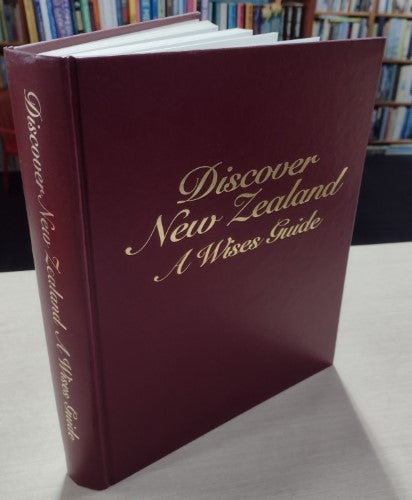 Discover New Zealand A Wises Guide
Discover
New Zealand
A Wises Guide